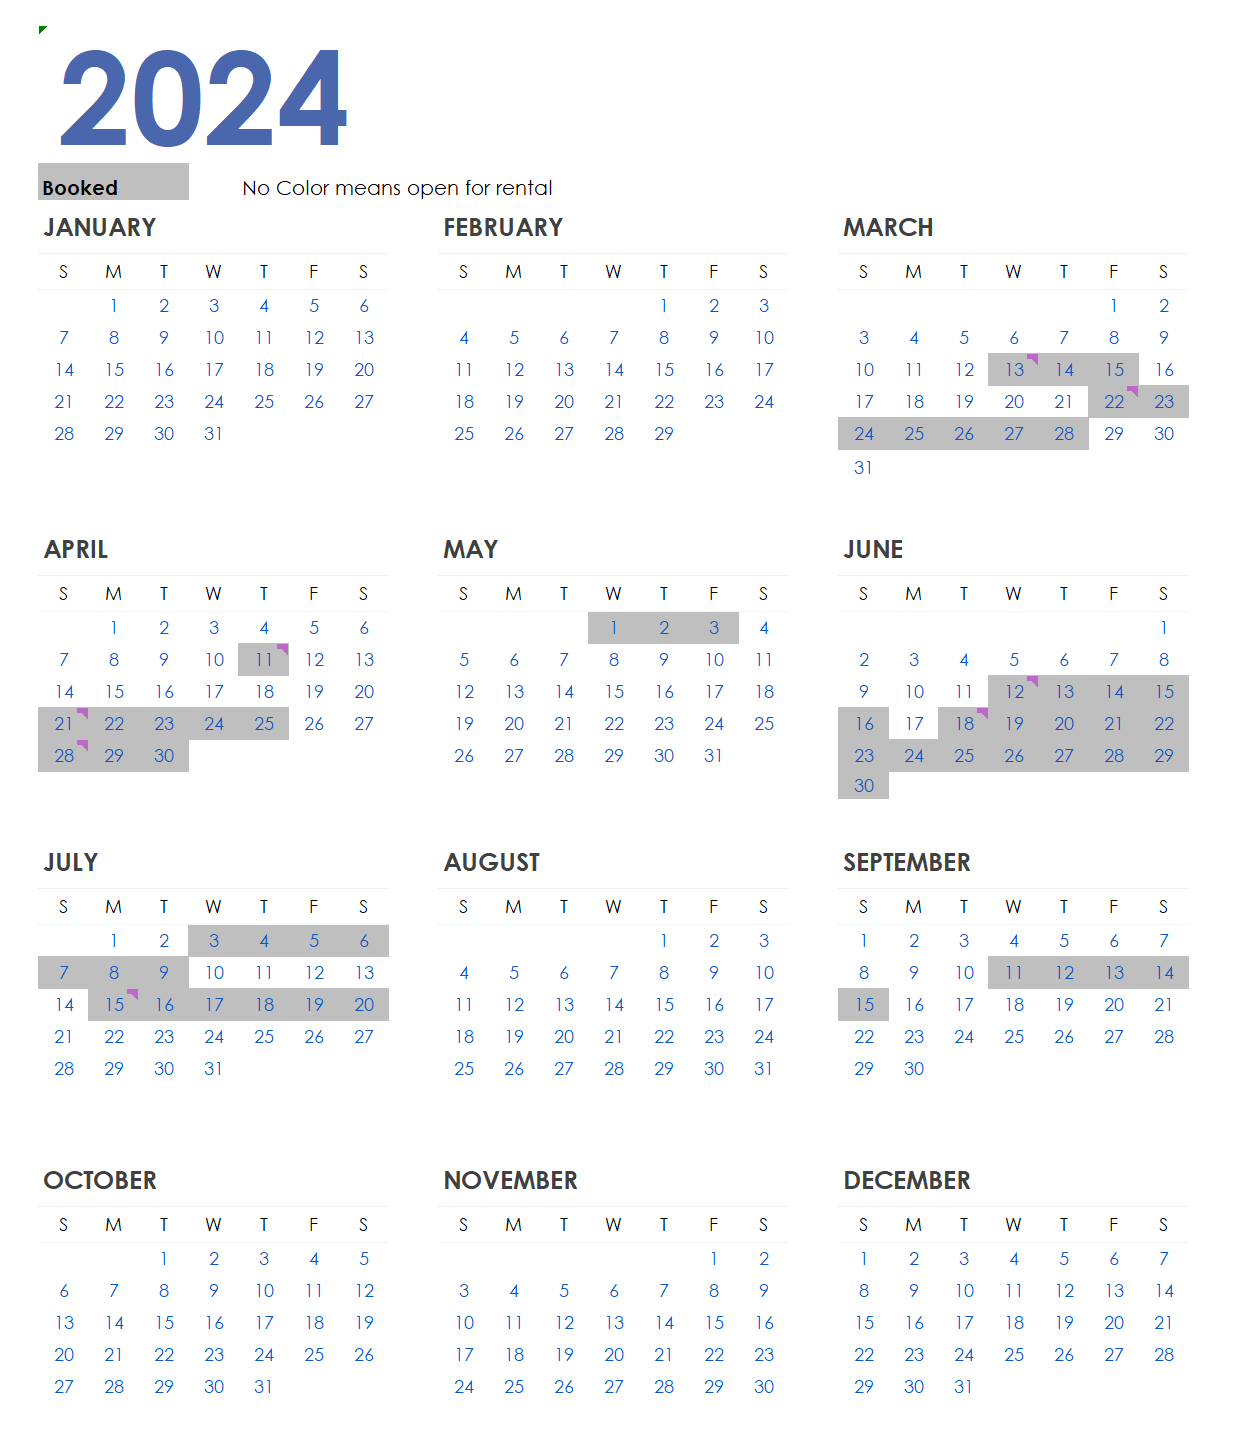 2024
Booked No Color means open for rental
JANUARY FEBRUARY MARCH
S M T W T F S S M T W T F S S M T W T F S
1 2 3 4 5 6 1 2 3 1 2
7 8 9 10 11 12 13 4 5 6 7 8 9 10 3 4 5 6 7 8 9
14 15 16 17 18 19 20 11 12 13 14 15 16 17 10 11 12 13 14 15 16
21 22 23 24 25 26 27 18 19 20 21 22 23 24 17 18 19 20 21 22 23
28 29 30 31 25 26 27 28 29 24 25 26 27 28 29 30
31
APRIL MAY JUNE
S M T W T F S S M T W T F S S M T W T F S
1 2 3 4 5 6 1 2 3 4 1
7 8 9 10 11 12 13 5 6 7 8 9 10 11 2 3 4 5 6 7 8
14 15 16 17 18 19 20 12 13 14 15 16 17 18 9 10 11 12 13 14 15
21 22 23 24 25 26 27 19 20 21 22 23 24 25 16 17 18 19 20 21 22
28 29 30 26 27 28 29 30 31 23 24 25 26 27 28 29
30
JULY AUGUST SEPTEMBER
S M T W T F S S M T W T F S S M T W T F S
1 2 3 4 5 6 1 2 3 1 2 3 4 5 6 7
7 8 9 10 11 12 13 4 5 6 7 8 9 10 8 9 10 11 12 13 14
14 15 16 17 18 19 20 11 12 13 14 15 16 17 15 16 17 18 19 20 21
21 22 23 24 25 26 27 18 19 20 21 22 23 24 22 23 24 25 26 27 28
28 29 30 31 25 26 27 28 29 30 31 29 30
OCTOBER NOVEMBER DECEMBER
S M T W T F S S M T W T F S S M T W T F S
1 2 3 4 5 1 2 1 2 3 4 5 6 7
6 7 8 9 10 11 12 3 4 5 6 7 8 9 8 9 10 11 12 13 14
13 14 15 16 17 18 19 10 11 12 13 14 15 16 15 16 17 18 19 20 21
20 21 22 23 24 25 26 17 18 19 20 21 22 23 22 23 24 25 26 27 28
27 28 29 30 31 24 25 26 27 28 29 30 29 30 31